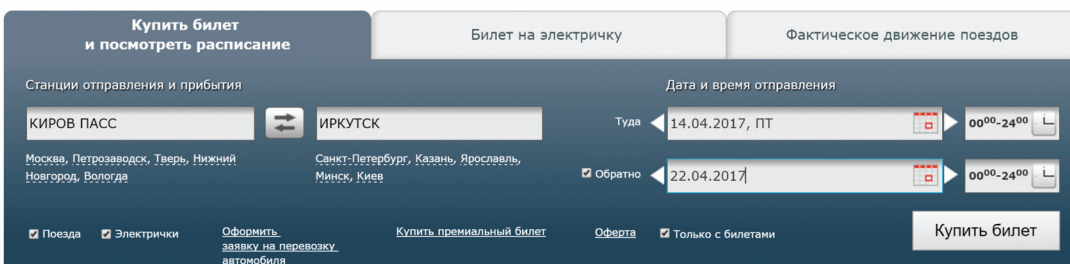 Купить билет
и посмотреть расписание
Билет на электричку
Фактическое движение поездов
Станции отправления и прибытия
Дата и время отправления
КИРОВ ПАСС
ИРКУТСК
Туда
14.04.2017, ПТ
00⁰⁰-24⁰⁰
Москва, Петрозаводск, Тверь, Нижний
Новгород, Вологда
Санкт-Петербург, Казань, Ярославль,
Минск, Киев
Обратно
22.04.2017
00⁰⁰-24⁰⁰
Поезда
Электрички
Оформить
заявку на перевозку
автомобиля
Купить премиальный билет
Оферта
Только с билетами
Купить билет